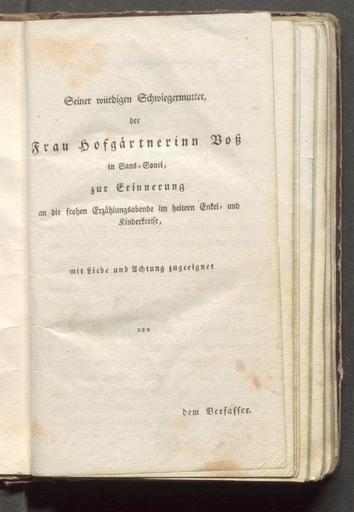 Seiner würdigen Schwiegermutter,
der
Frau Hofgärtnerinn Voß
in Sans-Souci,
zur Erinnerung
an die frohen Erzählungsabende im heitern Enkel- und
Kinderkreise,
mit Liebe und Achtung zugeeignet
von
dem Verfasser.